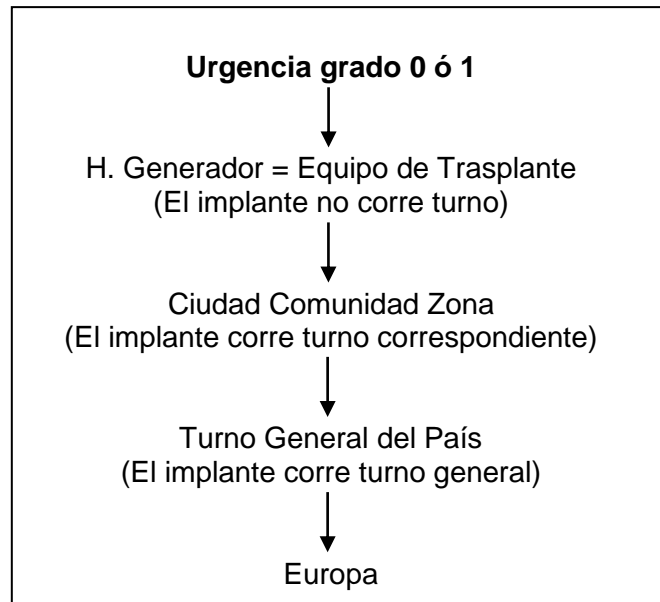 Urgencia grado 0 ó 1
H. Generador = Equipo de Trasplante
(El implante no corre turno)
Ciudad Comunidad Zona
(El implante corre turno correspondiente)
Turno General del País
(El implante corre turno general)
Europa